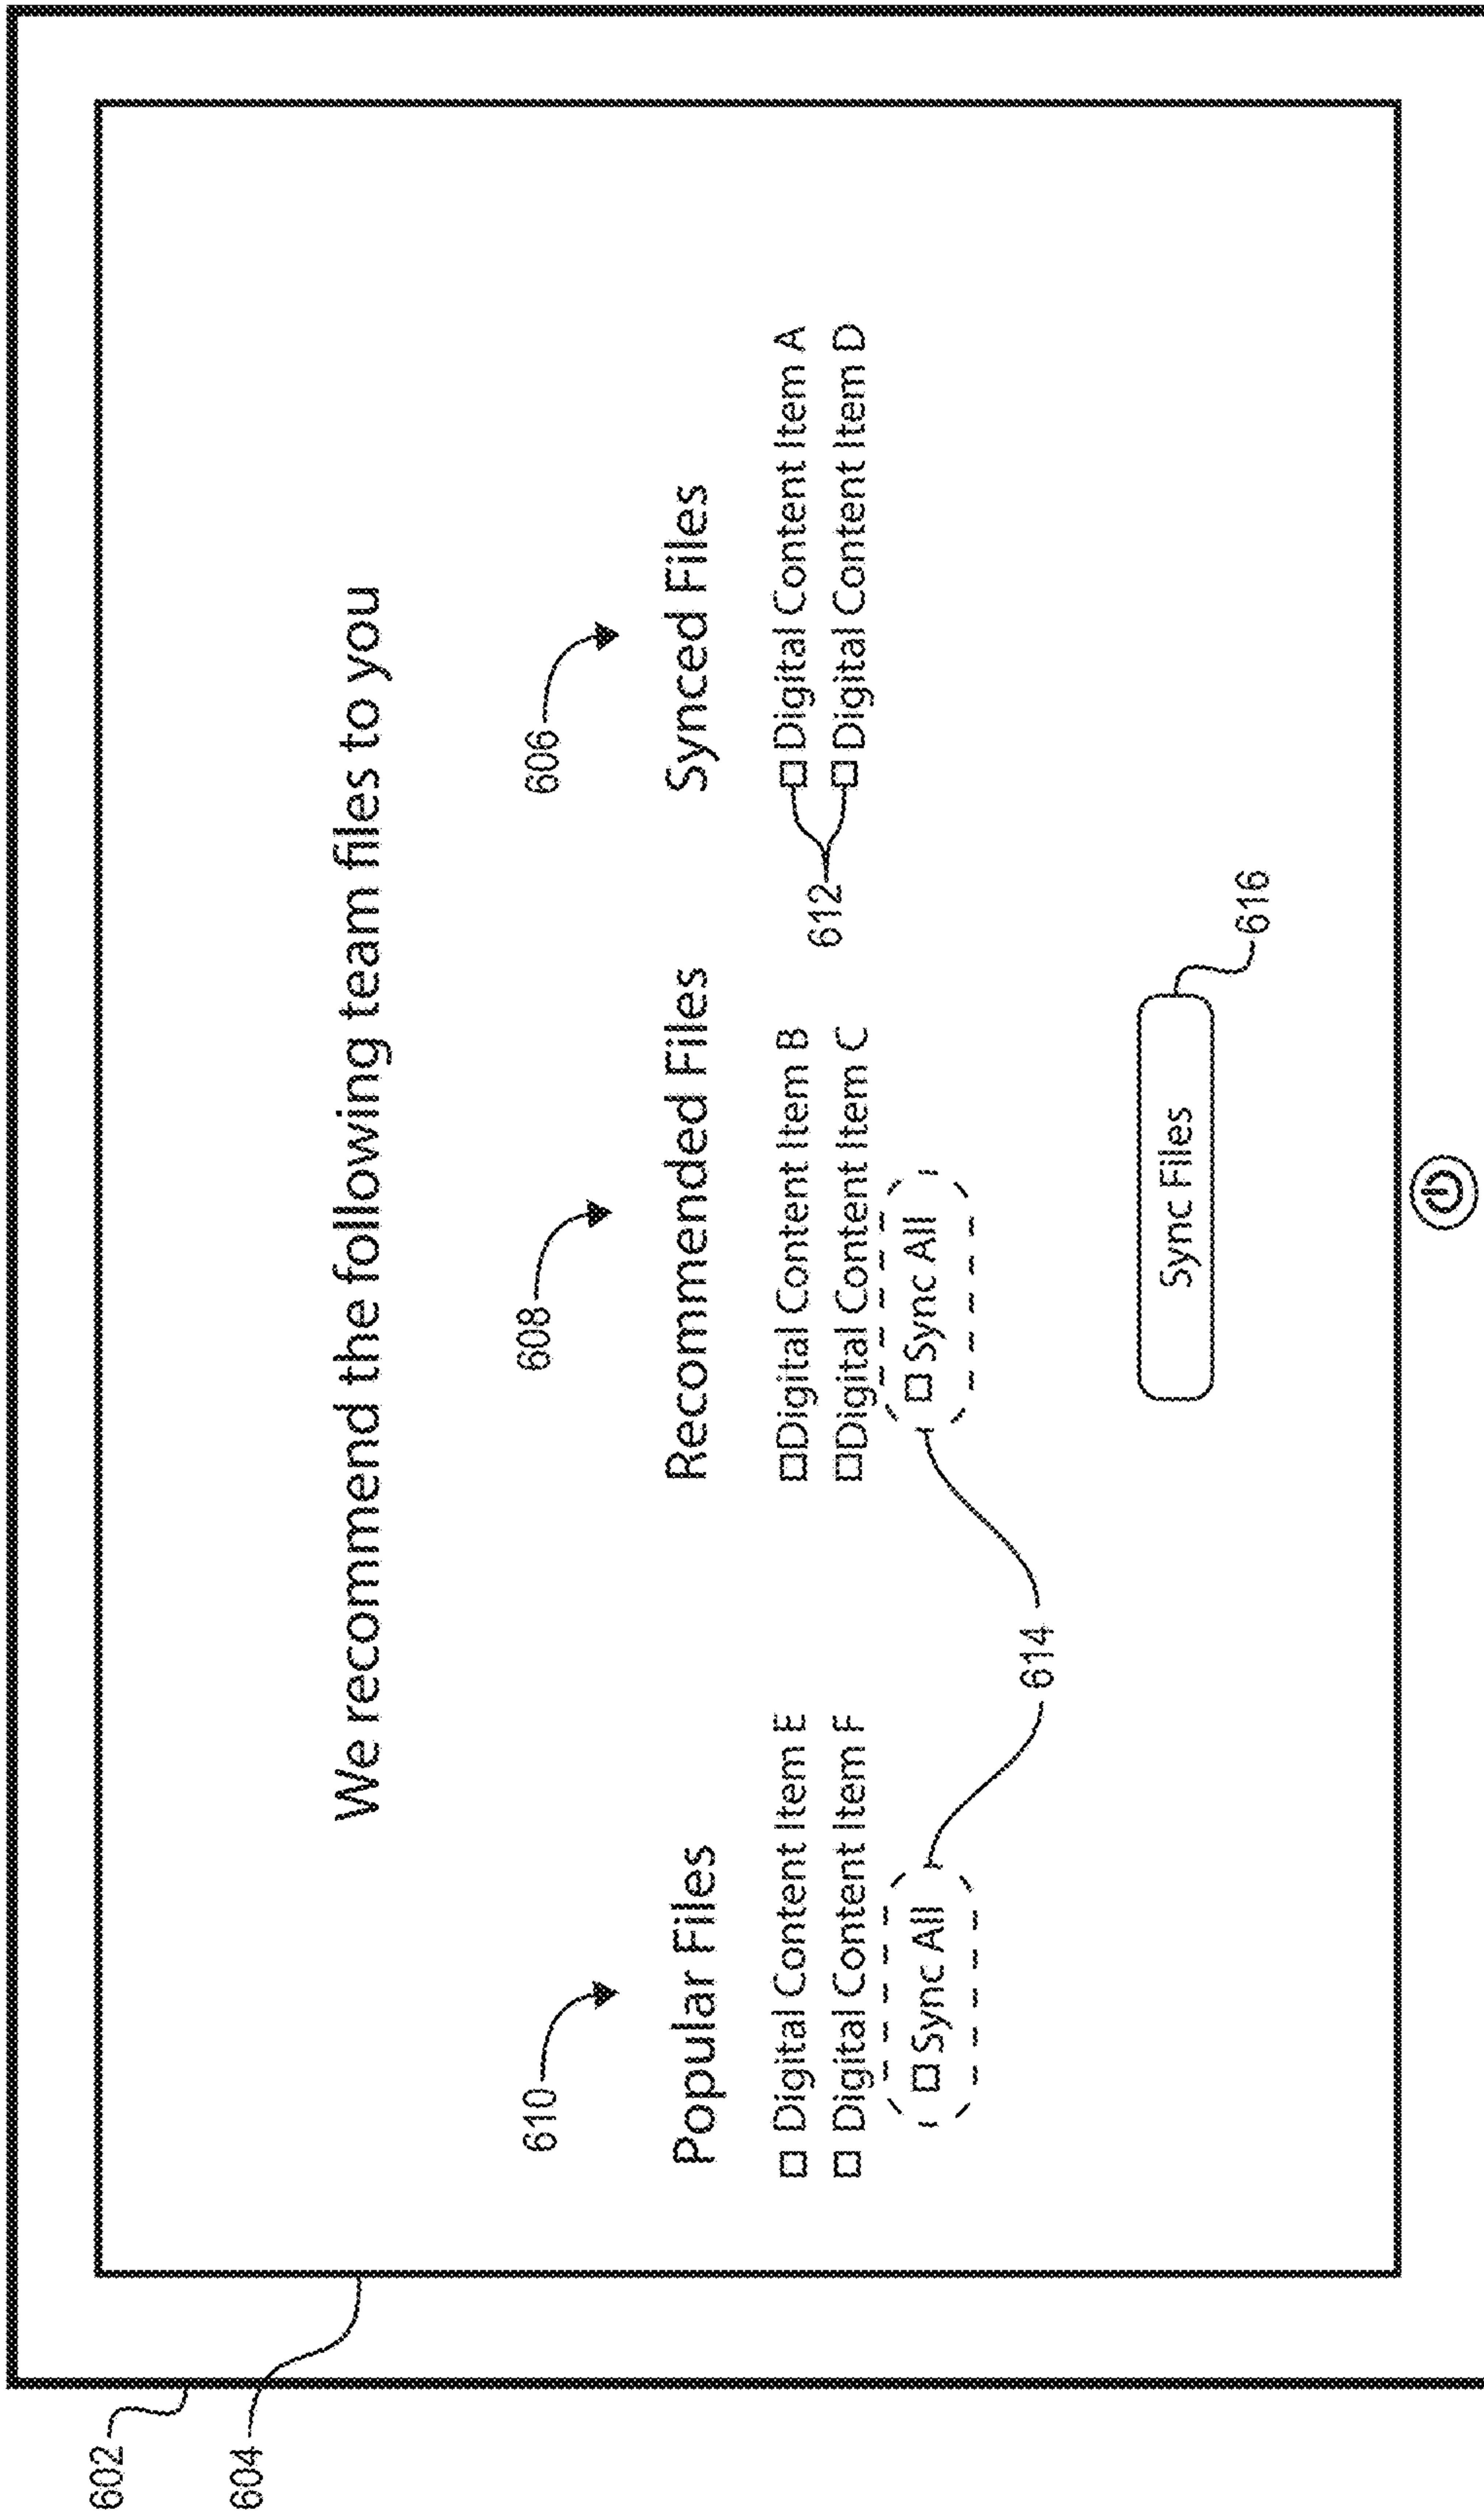 602
604
We recommend the following team files to you
610
608
606
Popular Files
Recommended Files
Synced Files
Digital Content Item E
Digital Content Item F
Sync All
Digital Content Item B
Digital Content Item C
Sync All
612
Digital Content Item A
Digital Content Item D
614
Sync Files
616